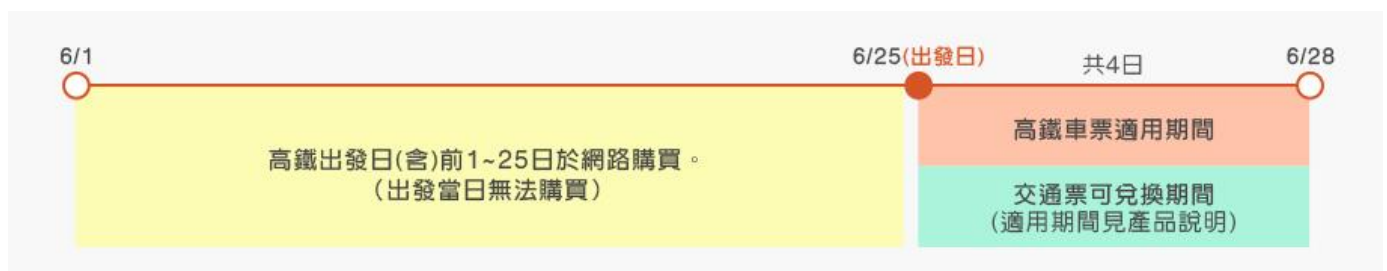 6/1
6/25(出發日)
共4日
6/28
高鐵出發日(含)前1~25日於網路購買。
(出發當日無法購買)
高鐵車票適用期間
交通票可兌換期間
(適用期間見產品說明)